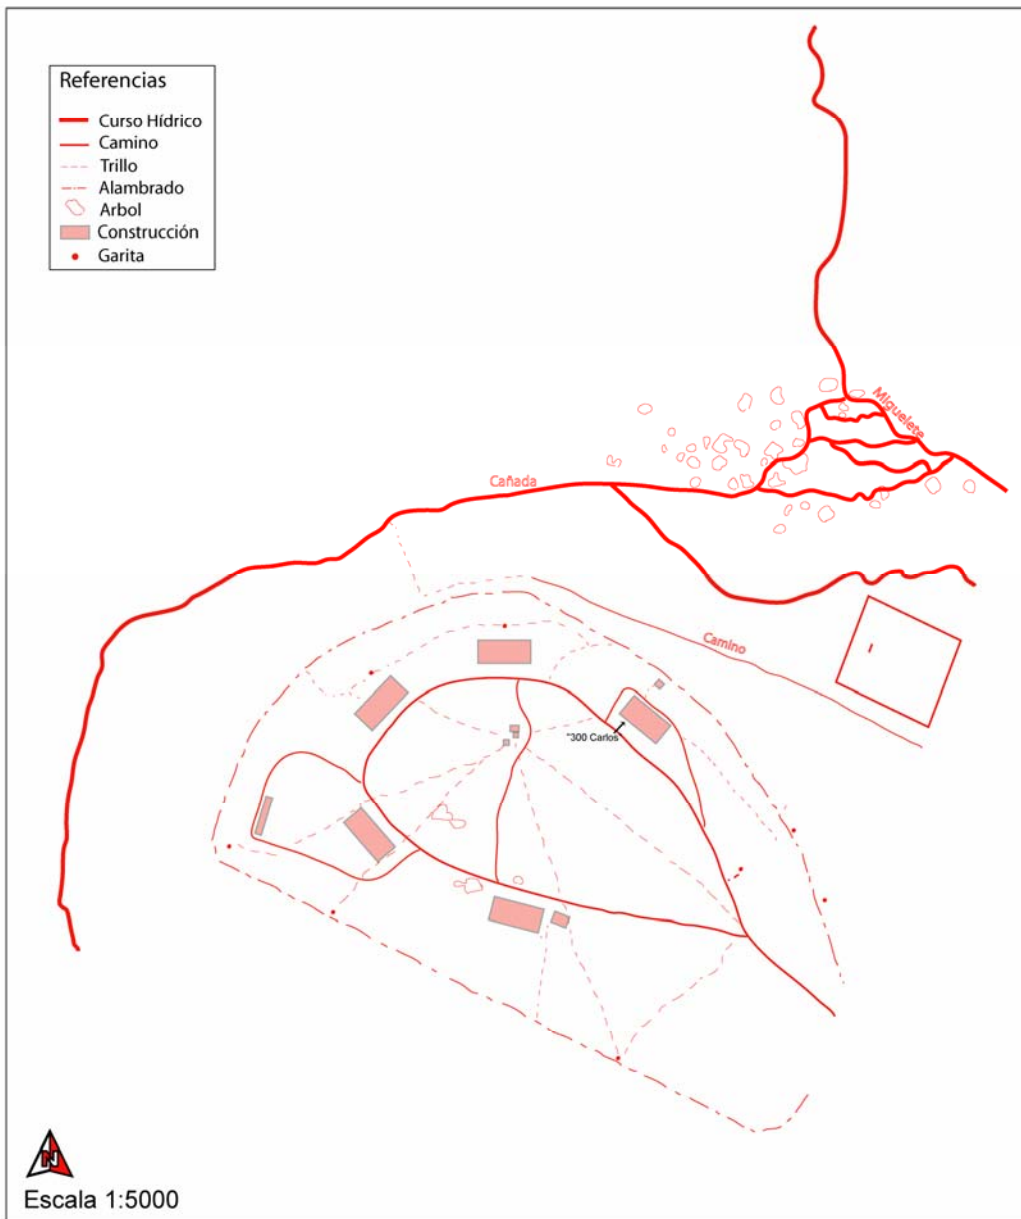 Referencias
Curso Hídrico
Camino
Trillo
Alambrado
Arbol
Construcción
Garita
Miguelete
Cañada
Camino
"300 Carlos"
N
Escala 1:5000